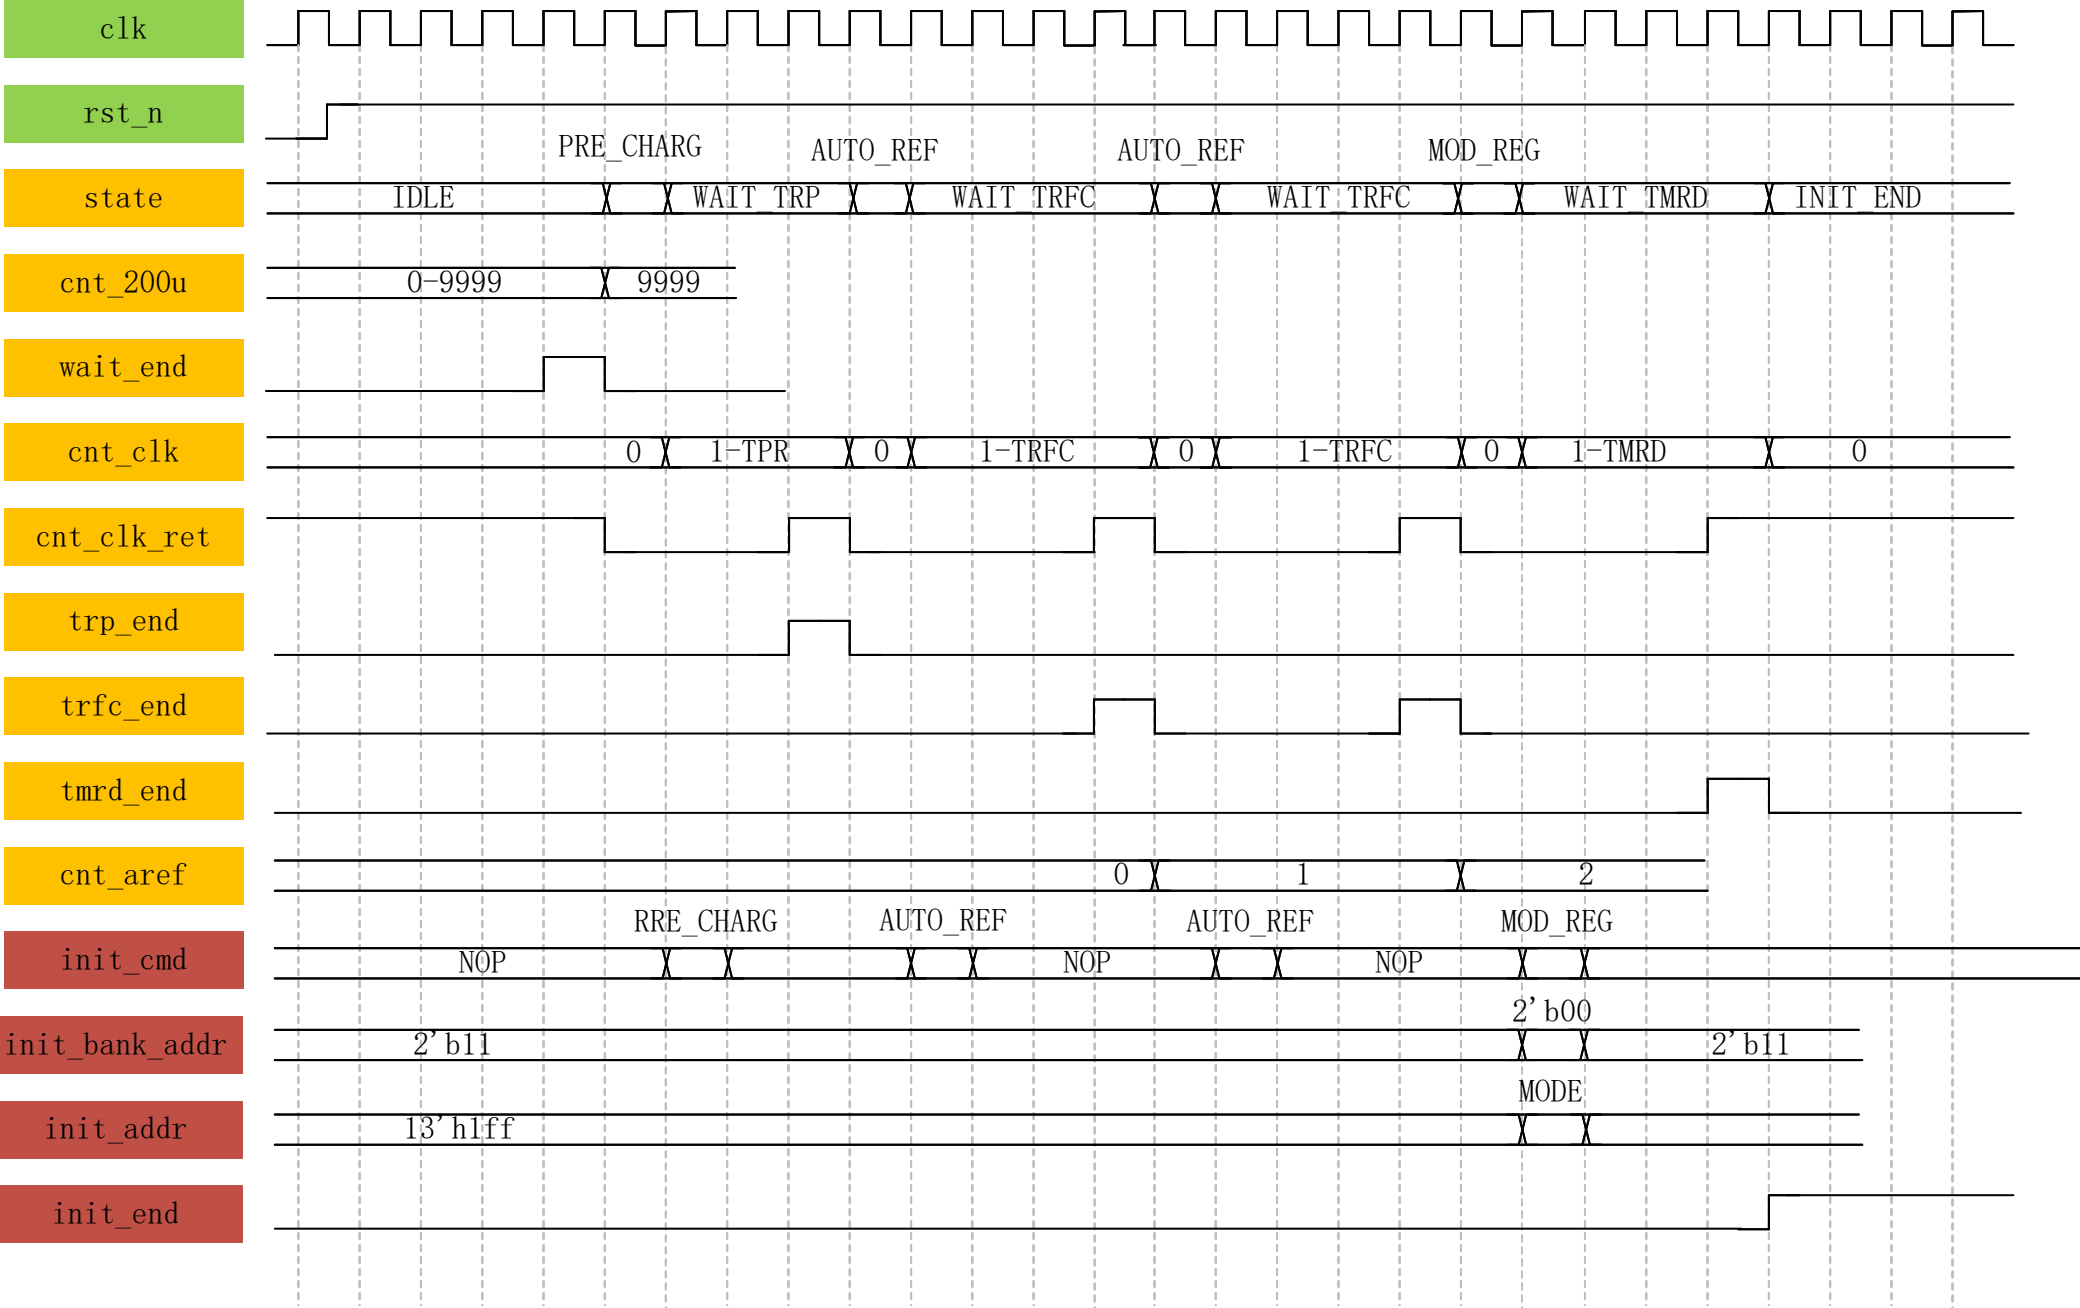 clk
rst_n
PRE_CHARG AUTO_REF AUTO_REF MOD_REG
state IDLE WAIT_TRP WAIT_TRFC WAIT_TRFC WAIT_TMRD INIT_END
cnt_200u 0-9999 9999
wait_end
cnt_clk 0 1-TPR 0 1-TRFC 0 1-TRFC 0 1-TMRD 0
cnt_clk_ret
trp_end
trfc_end
tmrd_end
cnt_aref 0 1 2
RRE_CHARG AUTO_REF AUTO_REF MOD_REG
init_cmd NOP NOP NOP
2'b00
init_bank_addr 2'b11 2'b11
MODE
init_addr 13'h1ff
init_end